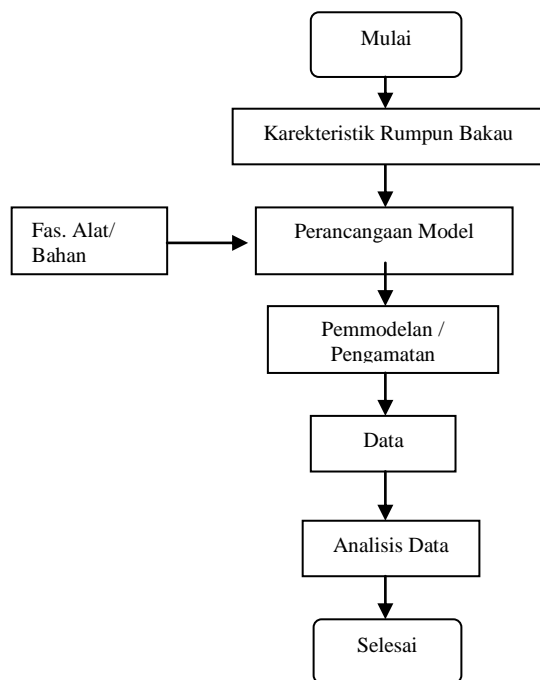 Mulai
Karekteristik Rumpun Bakau
Fas. Alat/
Bahan
Perancangaan Model
Pemmodelan /
Pengamatan
Data
Analisis Data
Selesai